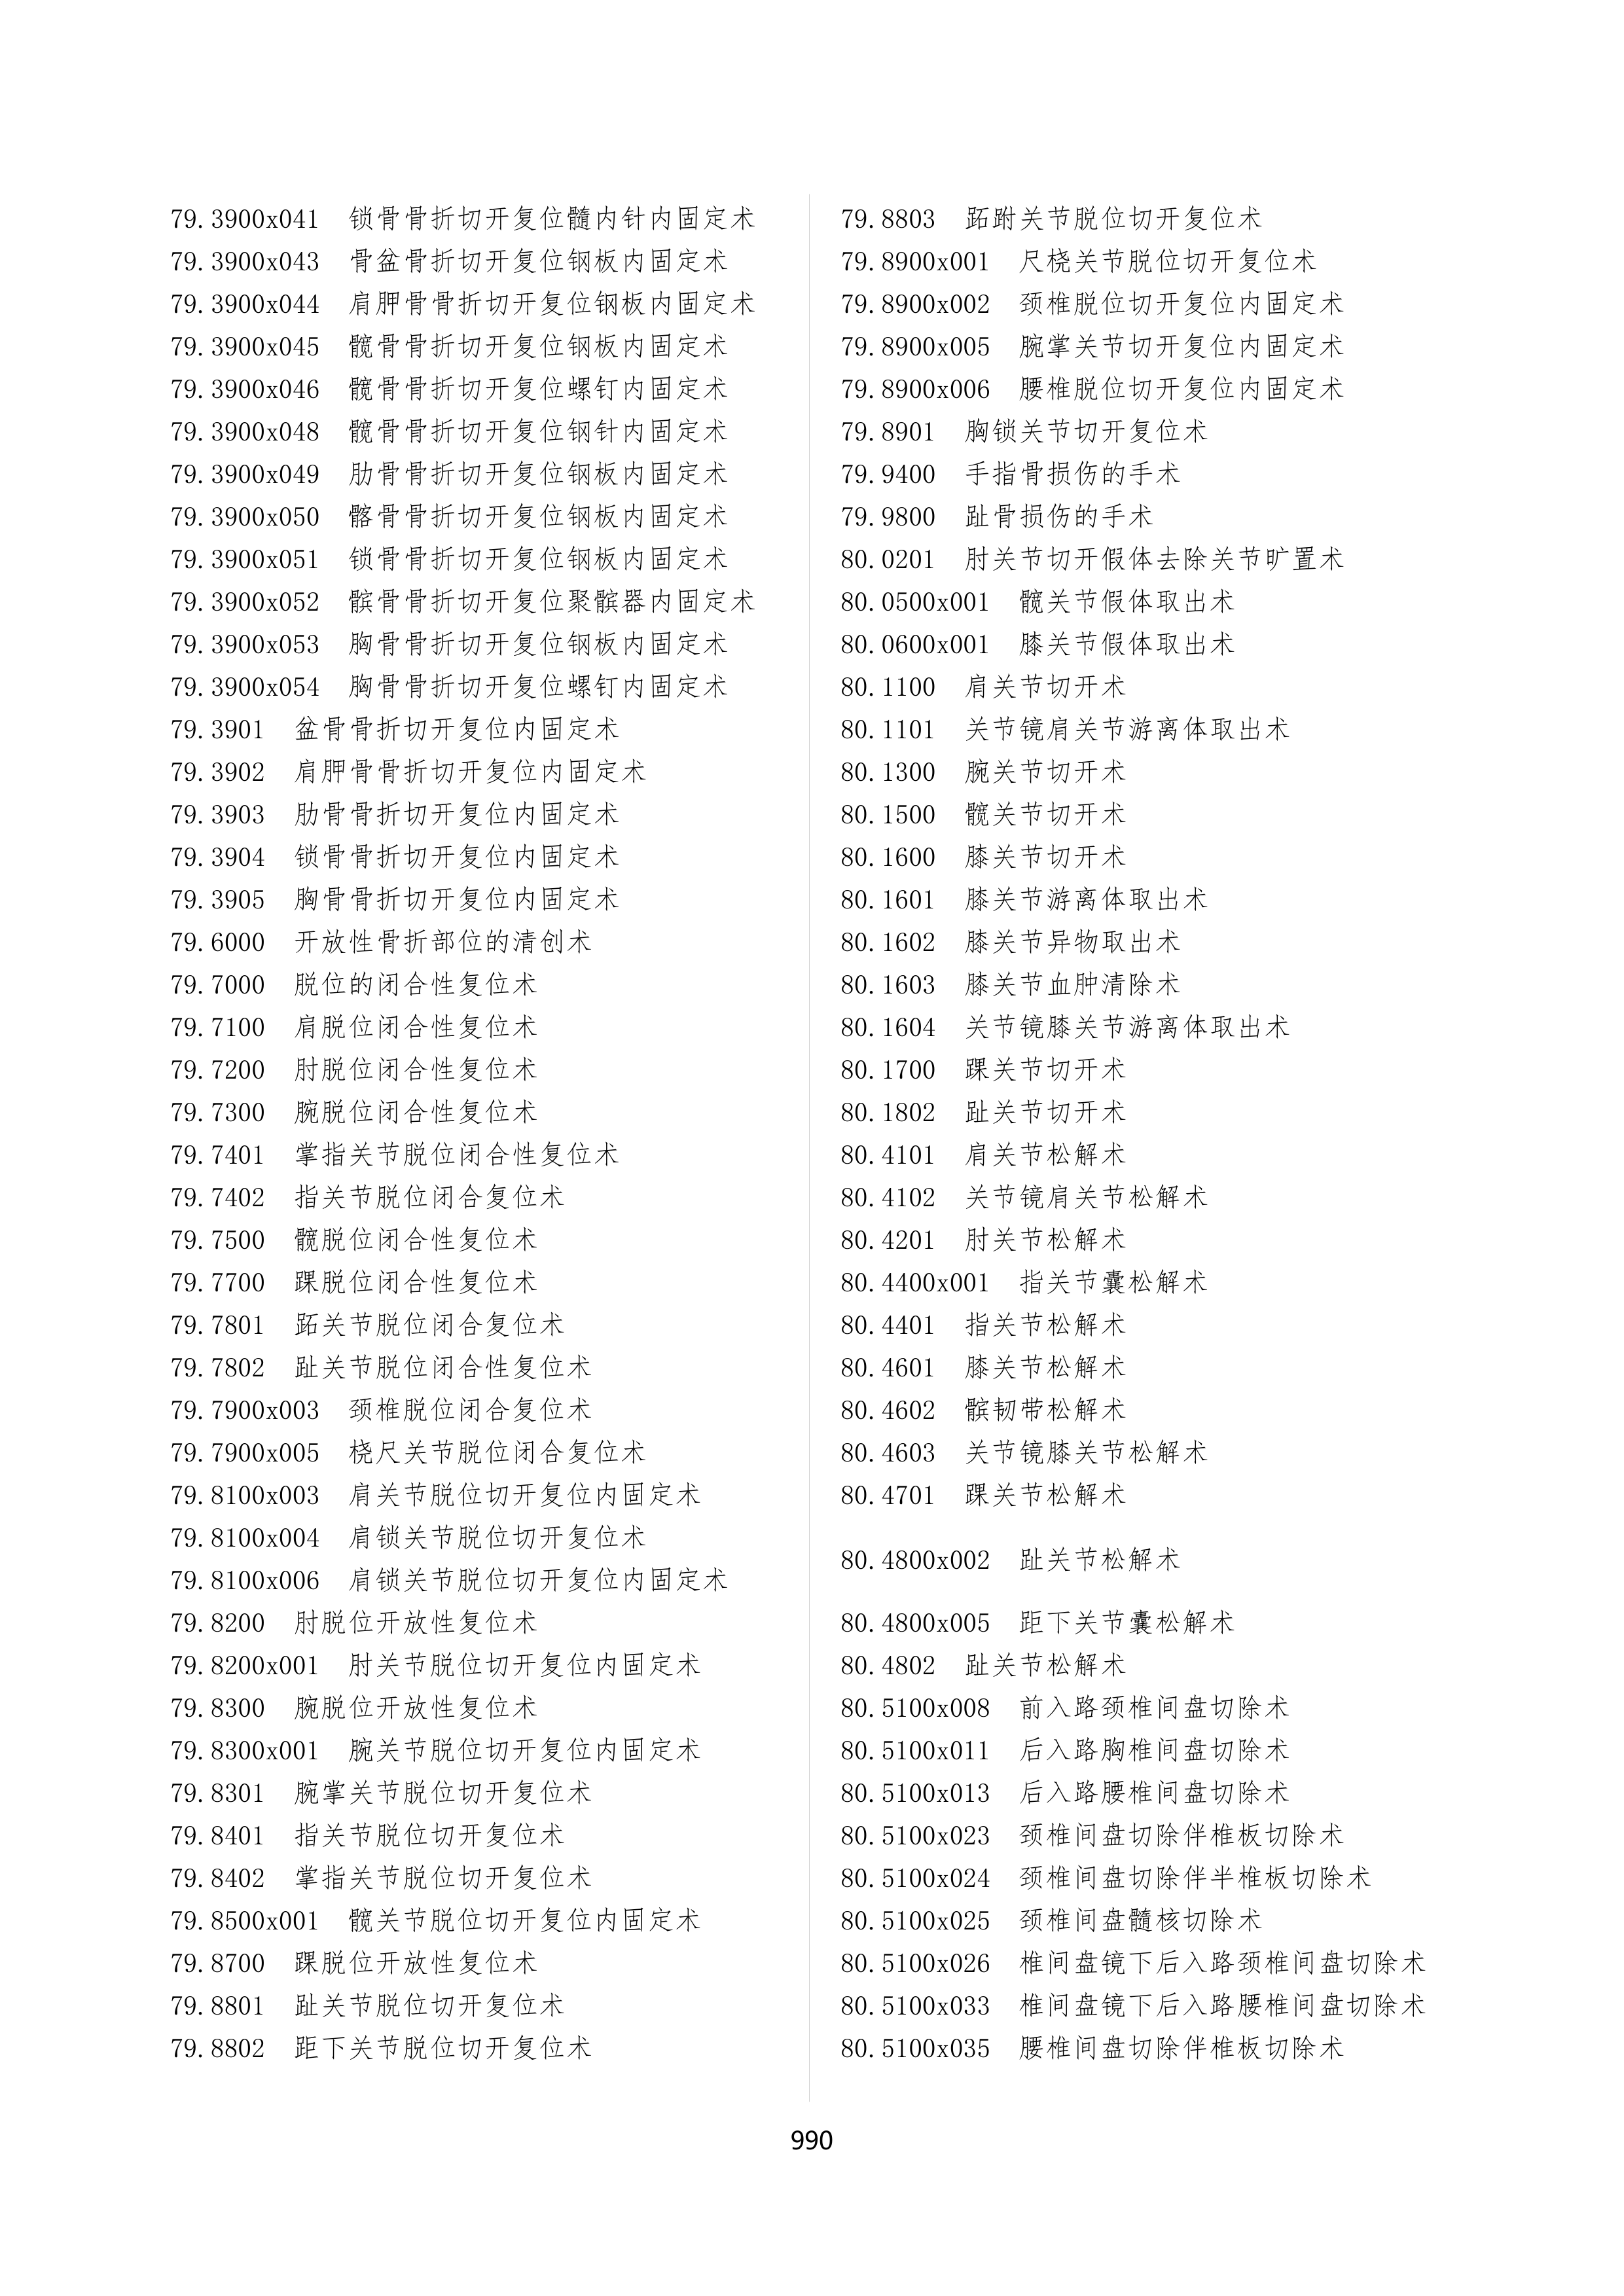 79.3900x041 锁骨骨折切开复位髓内针内固定术
79.3900x043 骨盆骨折切开复位钢板内固定术
79.3900x044 肩胛骨骨折切开复位钢板内固定术
79.3900x045 髋骨骨折切开复位钢板内固定术
79.3900x046 髋骨骨折切开复位螺钉内固定术
79.3900x048 髋骨骨折切开复位钢针内固定术
79.3900x049 肋骨骨折切开复位钢板内固定术
79.3900x050 髂骨骨折切开复位钢板内固定术
79.3900x051 锁骨骨折切开复位钢板内固定术
79.3900x052 髌骨骨折切开复位聚髌器内固定术
79.3900x053 胸骨骨折切开复位钢板内固定术
79.3900x054 胸骨骨折切开复位螺钉内固定术
79.3901 盆骨骨折切开复位内固定术
79.3902 肩胛骨骨折切开复位内固定术
79.3903 肋骨骨折切开复位内固定术
79.3904 锁骨骨折切开复位内固定术
79.3905 胸骨骨折切开复位内固定术
79.6000 开放性骨折部位的清创术
79.7000 脱位的闭合性复位术
79.7100 肩脱位闭合性复位术
79.7200 肘脱位闭合性复位术
79.7300 腕脱位闭合性复位术
79.7401 掌指关节脱位闭合性复位术
79.7402 指关节脱位闭合复位术
79.7500 髋脱位闭合性复位术
79.7700 踝脱位闭合性复位术
79.7801 跖关节脱位闭合复位术
79.7802 趾关节脱位闭合性复位术
79.7900x003 颈椎脱位闭合复位术
79.7900x005 桡尺关节脱位闭合复位术
79.8100x003 肩关节脱位切开复位内固定术
79.8100x004 肩锁关节脱位切开复位术
79.8100x006 肩锁关节脱位切开复位内固定术
79.8200 肘脱位开放性复位术
79.8200x001 肘关节脱位切开复位内固定术
79.8300 腕脱位开放性复位术
79.8300x001 腕关节脱位切开复位内固定术
79.8301 腕掌关节脱位切开复位术
79.8401 指关节脱位切开复位术
79.8402 掌指关节脱位切开复位术
79.8500x001 髋关节脱位切开复位内固定术
79.8700 踝脱位开放性复位术
79.8801 趾关节脱位切开复位术
79.8802 距下关节脱位切开复位术
79.8803 跖跗关节脱位切开复位术
79.8900x001 尺桡关节脱位切开复位术
79.8900x002 颈椎脱位切开复位内固定术
79.8900x005 腕掌关节切开复位内固定术
79.8900x006 腰椎脱位切开复位内固定术
79.8901 胸锁关节切开复位术
79.9400 手指骨损伤的手术
79.9800 趾骨损伤的手术
80.0201 肘关节切开假体去除关节旷置术
80.0500x001 髋关节假体取出术
80.0600x001 膝关节假体取出术
80.1100 肩关节切开术
80.1101 关节镜肩关节游离体取出术
80.1300 腕关节切开术
80.1500 髋关节切开术
80.1600 膝关节切开术
80.1601 膝关节游离体取出术
80.1602 膝关节异物取出术
80.1603 膝关节血肿清除术
80.1604 关节镜膝关节游离体取出术
80.1700 踝关节切开术
80.1802 趾关节切开术
80.4101 肩关节松解术
80.4102 关节镜肩关节松解术
80.4201 肘关节松解术
80.4400x001 指关节囊松解术
80.4401 指关节松解术
80.4601 膝关节松解术
80.4602 髌韧带松解术
80.4603 关节镜膝关节松解术
80.4701 踝关节松解术
80.4800x002 趾关节松解术
80.4800x005 距下关节囊松解术
80.4802 趾关节松解术
80.5100x008 前入路颈椎间盘切除术
80.5100x011 后入路胸椎间盘切除术
80.5100x013 后入路腰椎间盘切除术
80.5100x023 颈椎间盘切除伴椎板切除术
80.5100x024 颈椎间盘切除伴半椎板切除术
80.5100x025 颈椎间盘髓核切除术
80.5100x026 椎间盘镜下后入路颈椎间盘切除术
80.5100x033 椎间盘镜下后入路腰椎间盘切除术
80.5100x035 腰椎间盘切除伴椎板切除术
990